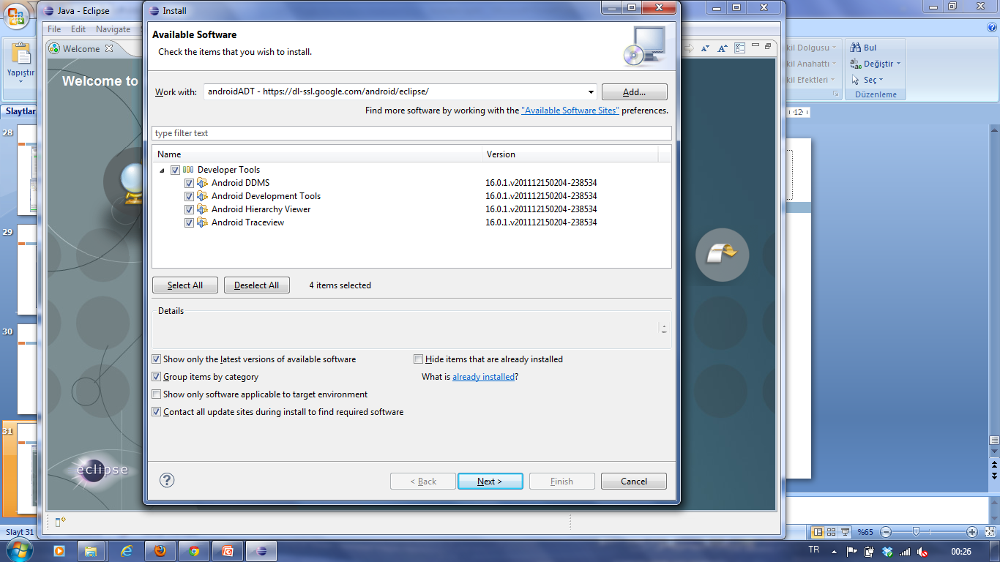 Java - Eclipse
File Edit Navigate
Welcome
Welcome to
eclipse
Install
Available Software
Check the items that you wish to install.
Work with: androidADT - https://dl-ssl.google.com/android/eclipse/ Add...
Find more software by working with the "Available Software Sites" preferences.
type filter text
Name Version
Developer Tools
Android DDMS 16.0.1.v201112150204-238534
Android Development Tools 16.0.1.v201112150204-238534
Android Hierarchy Viewer 16.0.1.v201112150204-238534
Android Traceview 16.0.1.v201112150204-238534
Select All Deselect All 4 items selected
Details
Show only the latest versions of available software Hide items that are already installed
Group items by category What is already installed?
Show only software applicable to target environment
Contact all update sites during install to find required software
< Back Next > Finish Cancel
Yapıştır
Slaytlar
28
29
30
31
Slayt 31
kil Dolgusu
kil Anahattı
kil Efektleri
Bul
Değiştir
Seç
Düzenleme
12
%65
TR 00:26